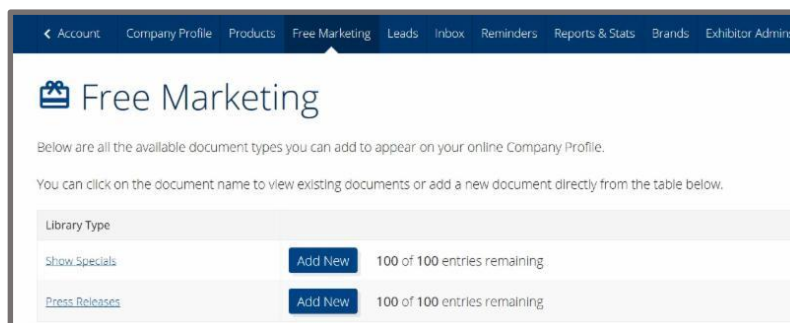 Account Company Profile Products Free Marketing Leads Inbox Reminders Reports & Stats Brands Exhibitor Admins
Free Marketing
Below are all the available document types you can add to appear on your online Company Profile.
You can click on the document name to view existing documents or add a new document directly from the table below.
Library Type
Show Specials Add New 100 of 100 entries remaining
Press Releases Add New 100 of 100 entries remaining